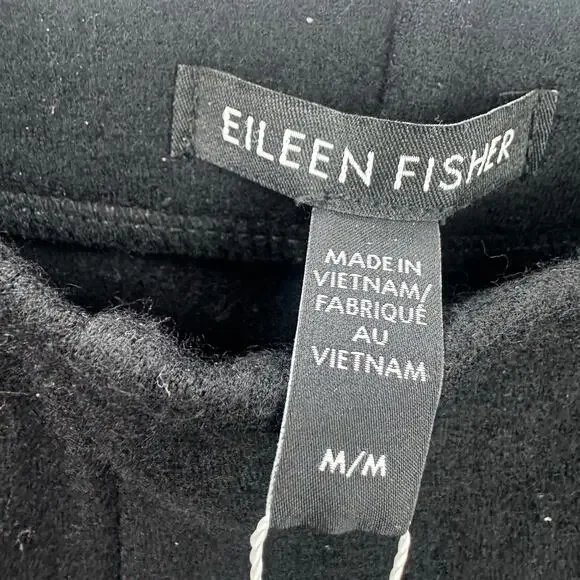 EILEEN FISHER
MADE IN
VIETNAM/
FABRIQUÉ
AU
VIETNAM
M/M